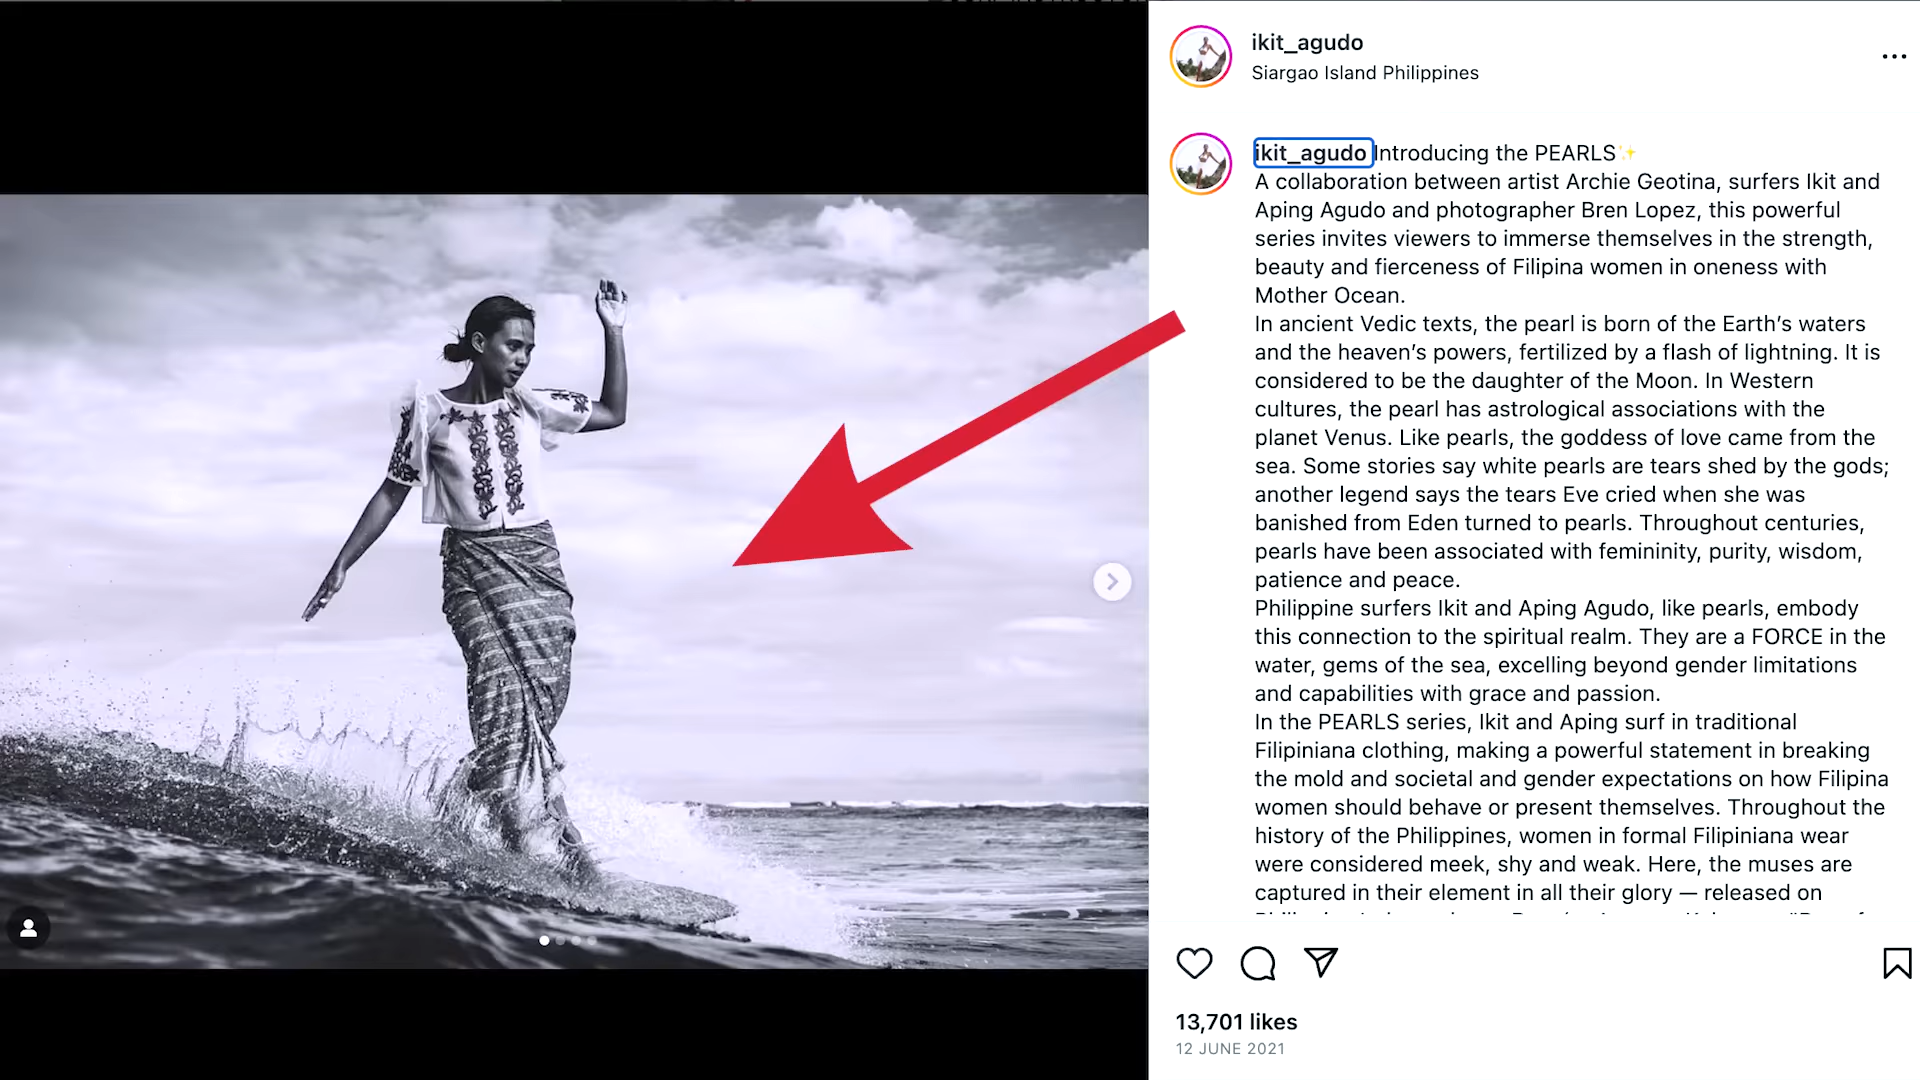 ikit_agudo
Siargao Island Philippines
ikit_agudo Introducing the PEARLS✨
A collaboration between artist Archie Geotina, surfers Ikit and
Aping Agudo and photographer Bren Lopez, this powerful
series invites viewers to immerse themselves in the strength,
beauty and fierceness of Filipina women in oneness with
Mother Ocean.
In ancient Vedic texts, the pearl is born of the Earth’s waters
and the heaven’s powers, fertilized by a flash of lightning. It is
considered to be the daughter of the Moon. In Western
cultures, the pearl has astrological associations with the
planet Venus. Like pearls, the goddess of love came from the
sea. Some stories say white pearls are tears shed by the gods;
another legend says the tears Eve cried when she was
banished from Eden turned to pearls. Throughout centuries,
pearls have been associated with femininity, purity, wisdom,
patience and peace.
Philippine surfers Ikit and Aping Agudo, like pearls, embody
this connection to the spiritual realm. They are a FORCE in the
water, gems of the sea, excelling beyond gender limitations
and capabilities with grace and passion.
In the PEARLS series, Ikit and Aping surf in traditional
Filipiniana clothing, making a powerful statement in breaking
the mold and societal and gender expectations on how Filipina
women should behave or present themselves. Throughout the
history of the Philippines, women in formal Filipiniana wear
were considered meek, shy and weak. Here, the muses are
captured in their element in all their glory — released on
13,701 likes
12 JUNE 2021